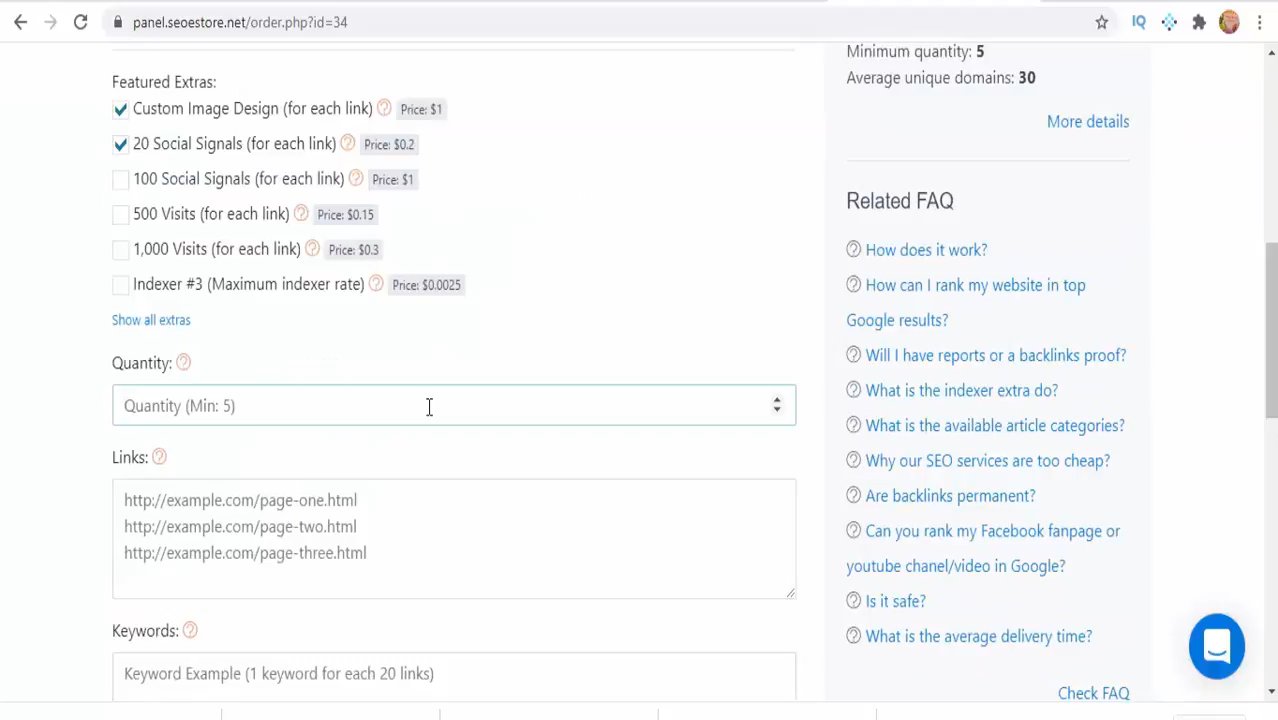 panel.seoestore.net/order.php?id=34
IQ
Featured Extras:
Custom Image Design (for each link) Price: $1
20 Social Signals (for each link) Price: $0.2
100 Social Signals (for each link) Price: $1
500 Visits (for each link) Price: $0.15
1,000 Visits (for each link) Price: $0.3
Indexer #3 (Maximum indexer rate) Price: $0.0025
Show all extras
Quantity:
Quantity (Min: 5)
Links:
http://example.com/page-one.html
http://example.com/page-two.html
http://example.com/page-three.html
Keywords:
Keyword Example (1 keyword for each 20 links)
Minimum quantity: 5
Average unique domains: 30
More details
Related FAQ
How does it work?
How can I rank my website in top
Google results?
Will I have reports or a backlinks proof?
What is the indexer extra do?
What is the available article categories?
Why our SEO services are too cheap?
Are backlinks permanent?
Can you rank my Facebook fanpage or
youtube chanel/video in Google?
Is it safe?
What is the average delivery time?
Check FAQ